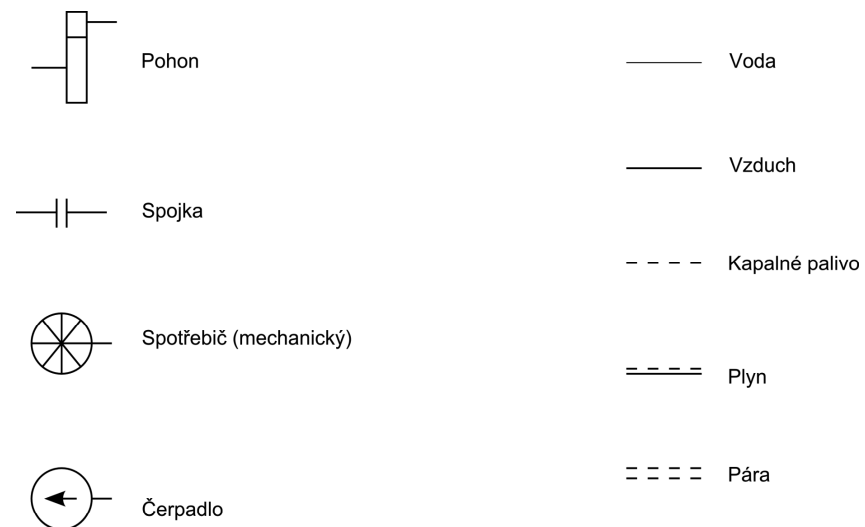 Pohon
Spojka
Spotřebič (mechanický)
Čerpadlo
Voda
Vzduch
Kapalné palivo
Plyn
Pára